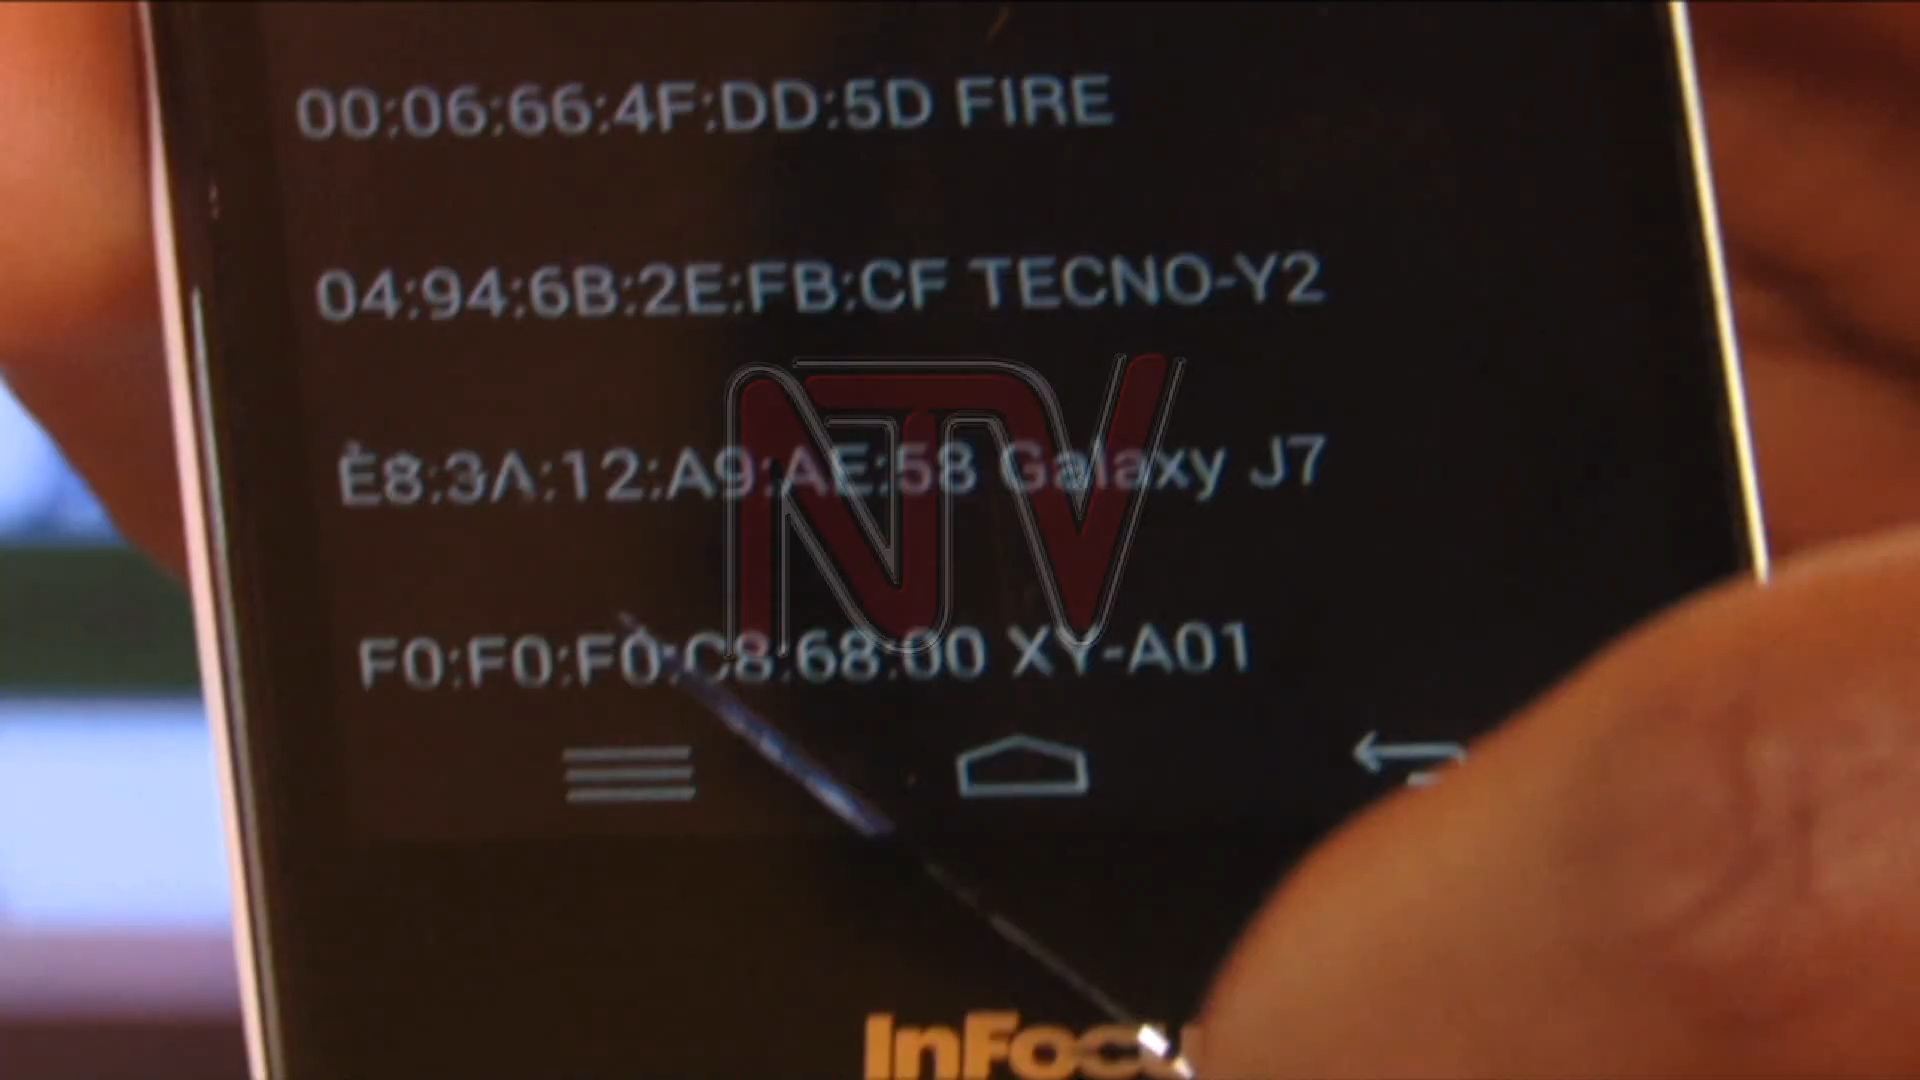 00:06:66:4F:DD:5D FIRE
04:94:6B:2E:FB:CF TECNO-Y2
E8:3A:12:A9:AE:58 Galaxy J7
NTV
F0:F0:F0:C8:68:00 XY-A01
InFocu